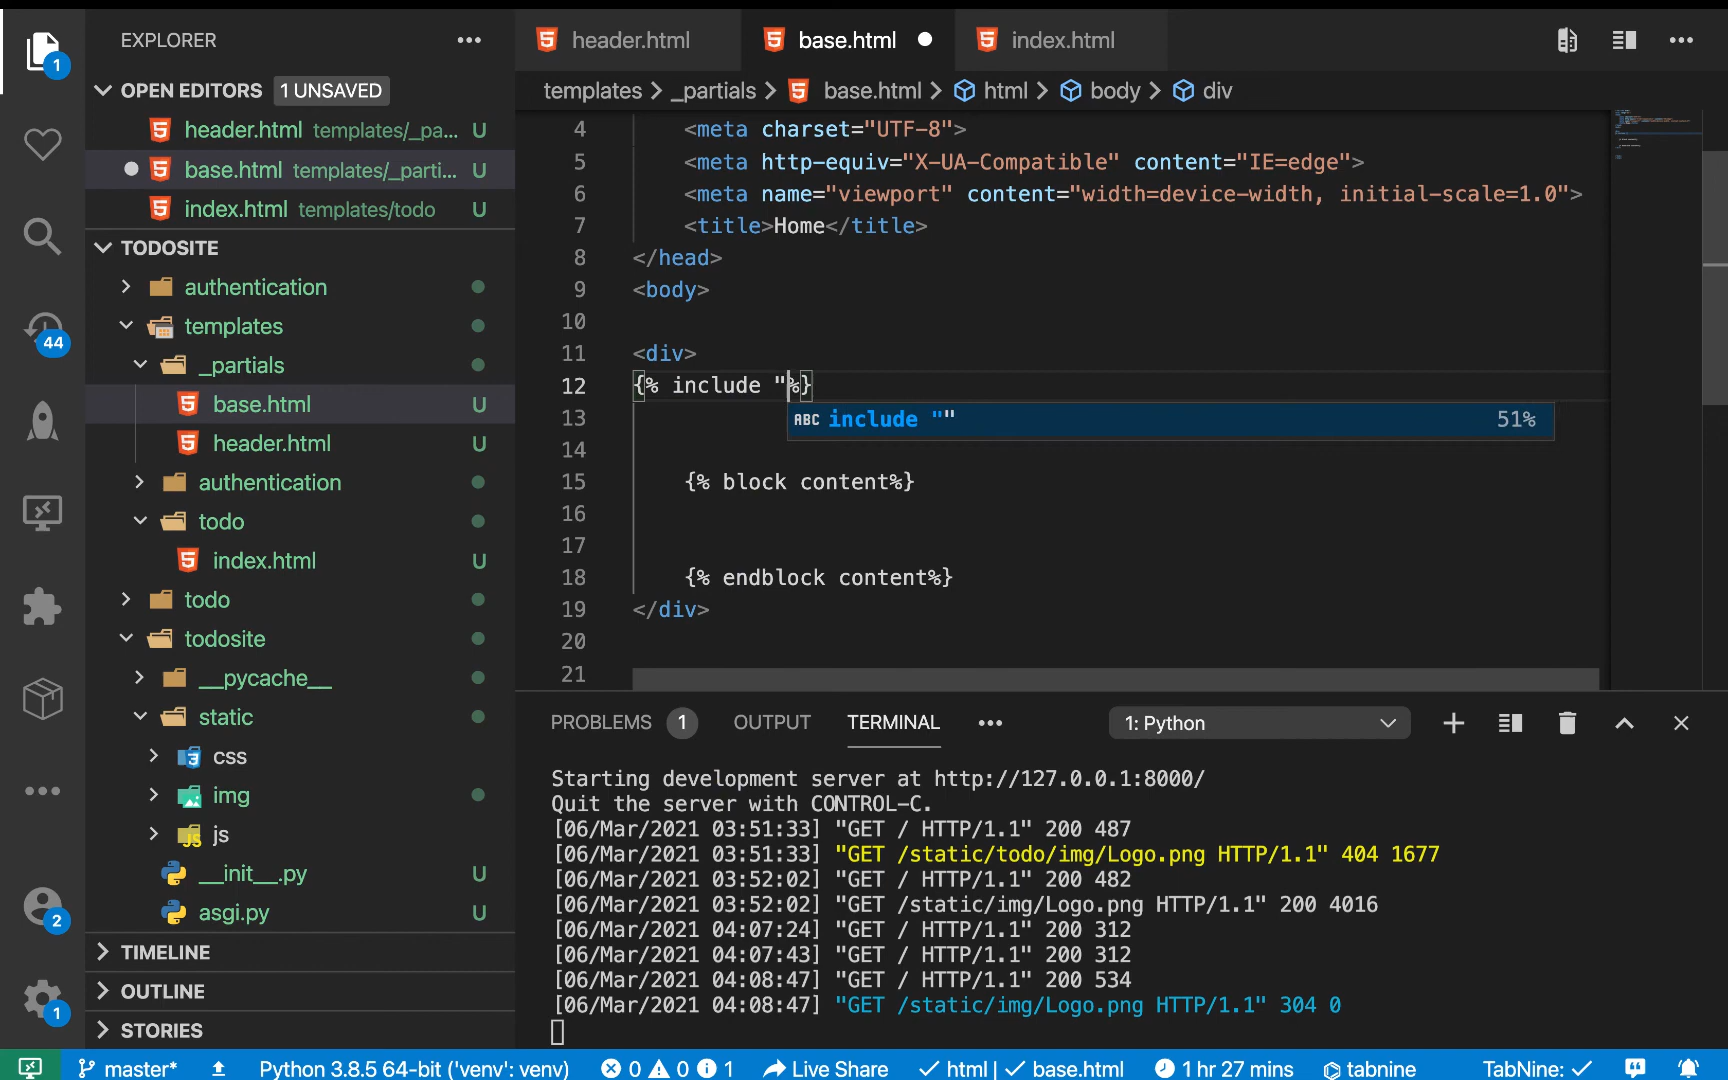 EXPLORER
header.html
base.html
index.html
1
OPEN EDITORS 1 UNSAVED
templates > _partials > base.html > html > body > div
header.html templates/_pa... U
base.html templates/_parti... U
index.html templates/todo U
TODOSITE
authentication
templates
44
_partials
base.html U
header.html U
authentication
todo
index.html U
todo
todosite
__pycache__
static
css
img
js
__init__.py U
2
asgi.py U
TIMELINE
OUTLINE
1
STORIES
4 <meta charset="UTF-8">
5 <meta http-equiv="X-UA-Compatible" content="IE=edge">
6 <meta name="viewport" content="width=device-width, initial-scale=1.0">
7 <title>Home</title>
8 </head>
9 <body>
10
11 <div>
12 {% include "%}
ABC include "" 51%
13
14
15 {% block content%}
16
17
18 {% endblock content%}
19 </div>
20
21
PROBLEMS 1 OUTPUT TERMINAL 1: Python
Starting development server at http://127.0.0.1:8000/
Quit the server with CONTROL-C.
[06/Mar/2021 03:51:33] "GET / HTTP/1.1" 200 487
[06/Mar/2021 03:51:33] "GET /static/todo/img/Logo.png HTTP/1.1" 404 1677
[06/Mar/2021 03:52:02] "GET / HTTP/1.1" 200 482
[06/Mar/2021 03:52:02] "GET /static/img/Logo.png HTTP/1.1" 200 4016
[06/Mar/2021 04:07:24] "GET / HTTP/1.1" 200 312
[06/Mar/2021 04:07:43] "GET / HTTP/1.1" 200 312
[06/Mar/2021 04:08:47] "GET / HTTP/1.1" 200 534
[06/Mar/2021 04:08:47] "GET /static/img/Logo.png HTTP/1.1" 304 0
master* Python 3.8.5 64-bit ('venv': venv) 0 0 1 Live Share ✓ html | ✓ base.html 1 hr 27 mins tabnine TabNine: ✓